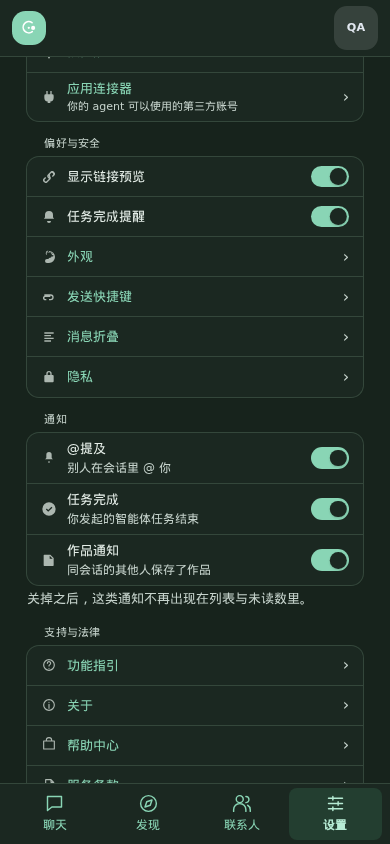 QA
应用连接器
你的 agent 可以使用的第三方账号
偏好与安全
显示链接预览
任务完成提醒
外观
发送快捷键
消息折叠
隐私
通知
@提及
别人在会话里 @ 你
任务完成
你发起的智能体任务结束
作品通知
同会话的其他人保存了作品
关掉之后，这类通知不再出现在列表与未读数里。
支持与法律
功能指引
关于
帮助中心
服务条款
聊天
发现
联系人
设置